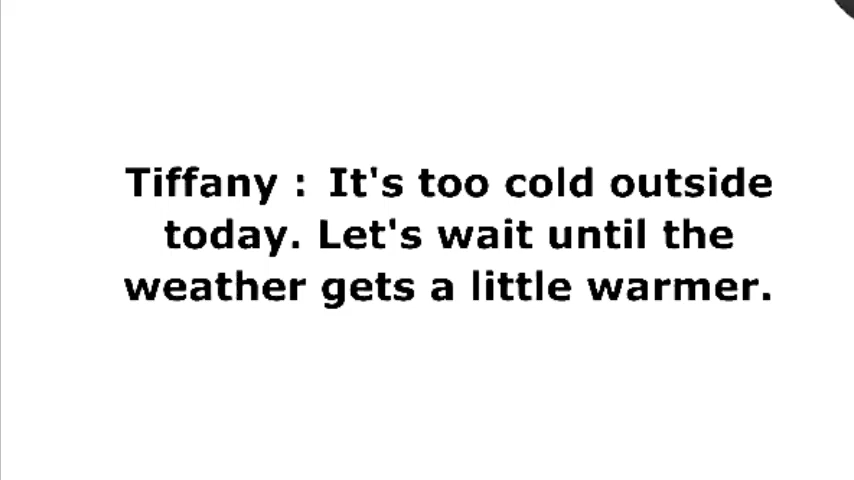 Tiffany : It's too cold outside
today. Let's wait until the
weather gets a little warmer.